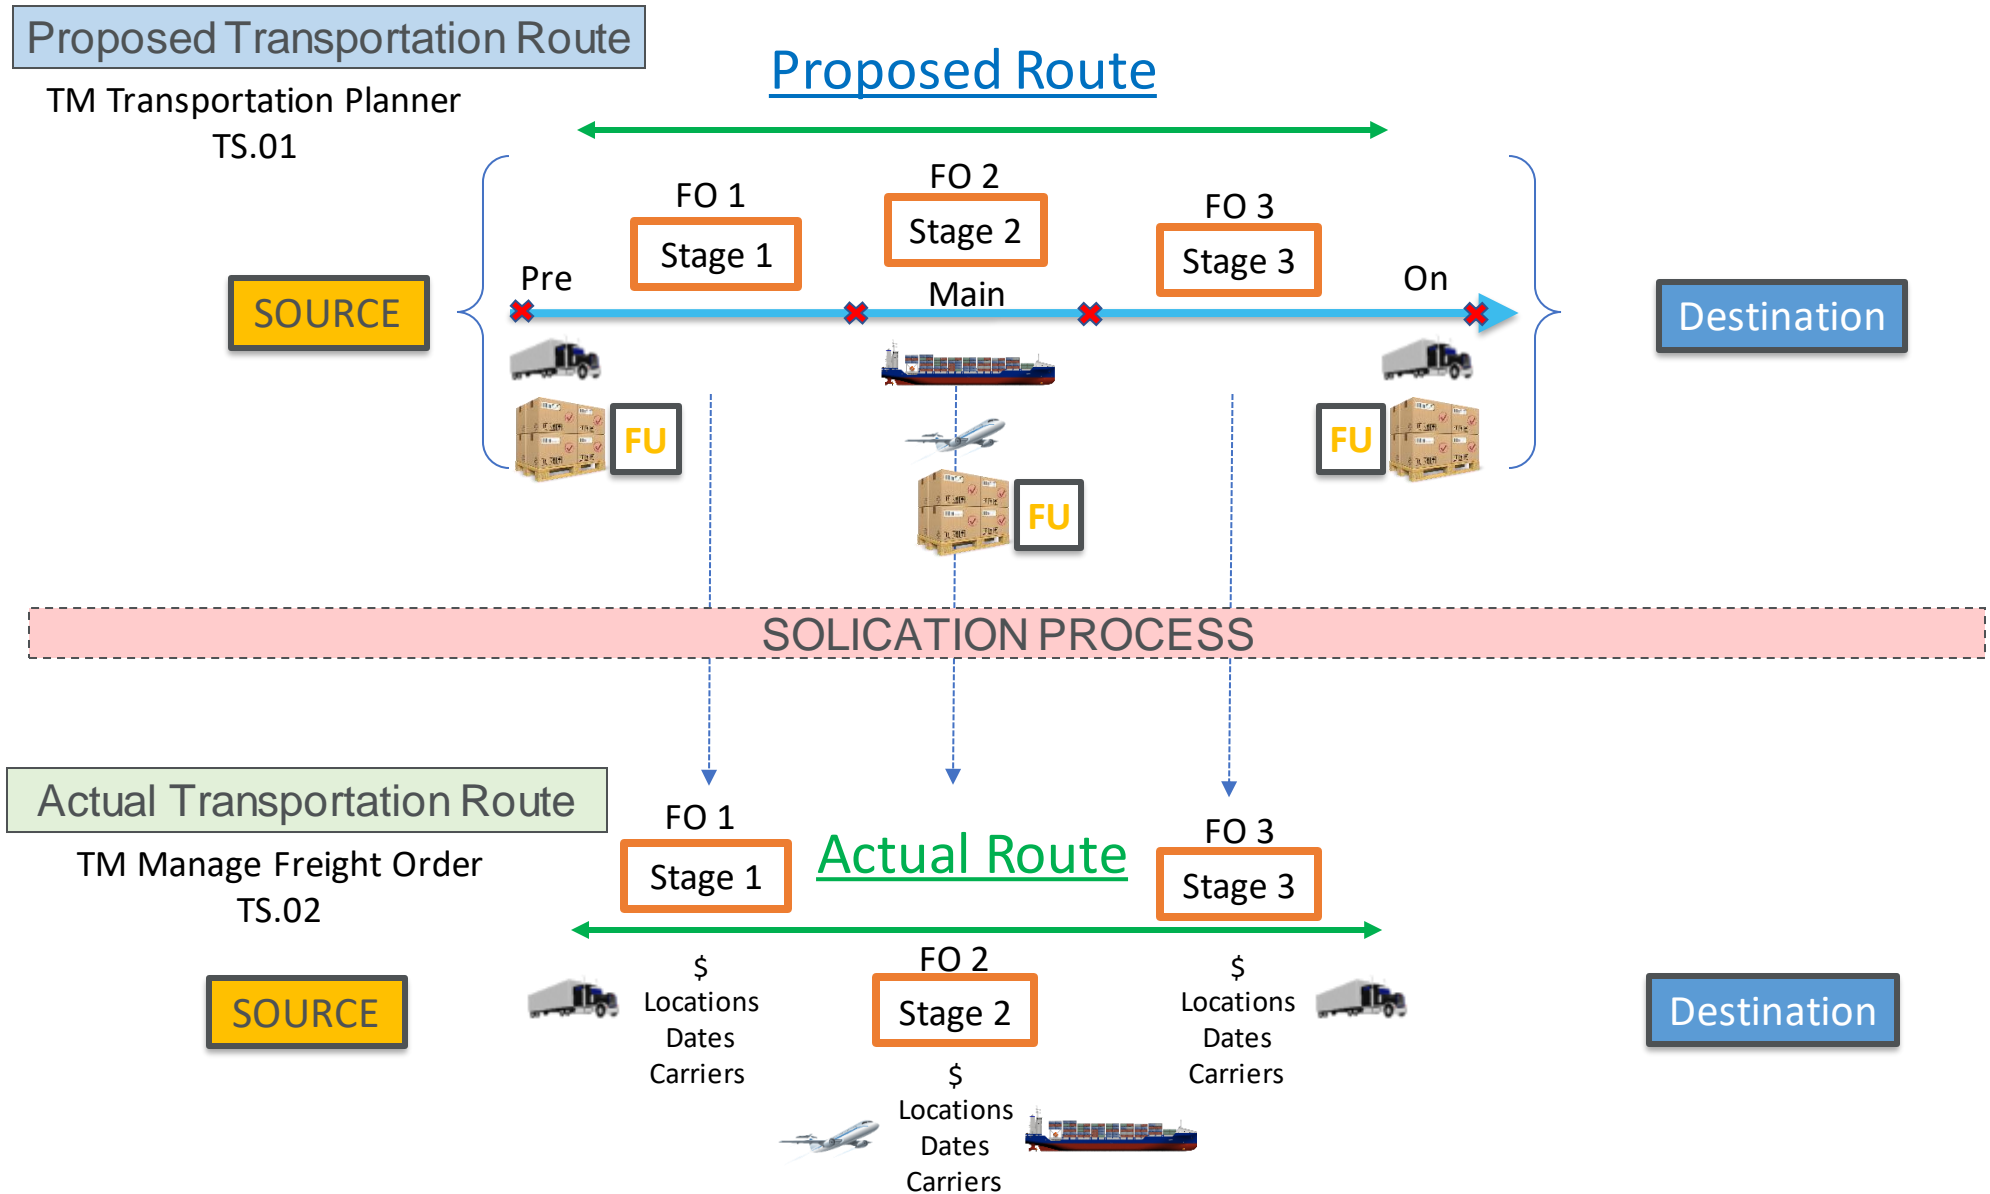 Proposed Transportation Route
TM Transportation Planner
TS.01
Proposed Route
FO 1
Stage 1
FO 2
Stage 2
FO 3
Stage 3
Pre
Main
On
SOURCE
Destination
FU
FU
FU
SOLICATION PROCESS
Actual Transportation Route
TM Manage Freight Order
TS.02
Actual Route
FO 1
Stage 1
FO 3
Stage 3
SOURCE
$
Locations
Dates
Carriers
FO 2
Stage 2
$
Locations
Dates
Carriers
$
Locations
Dates
Carriers
Destination